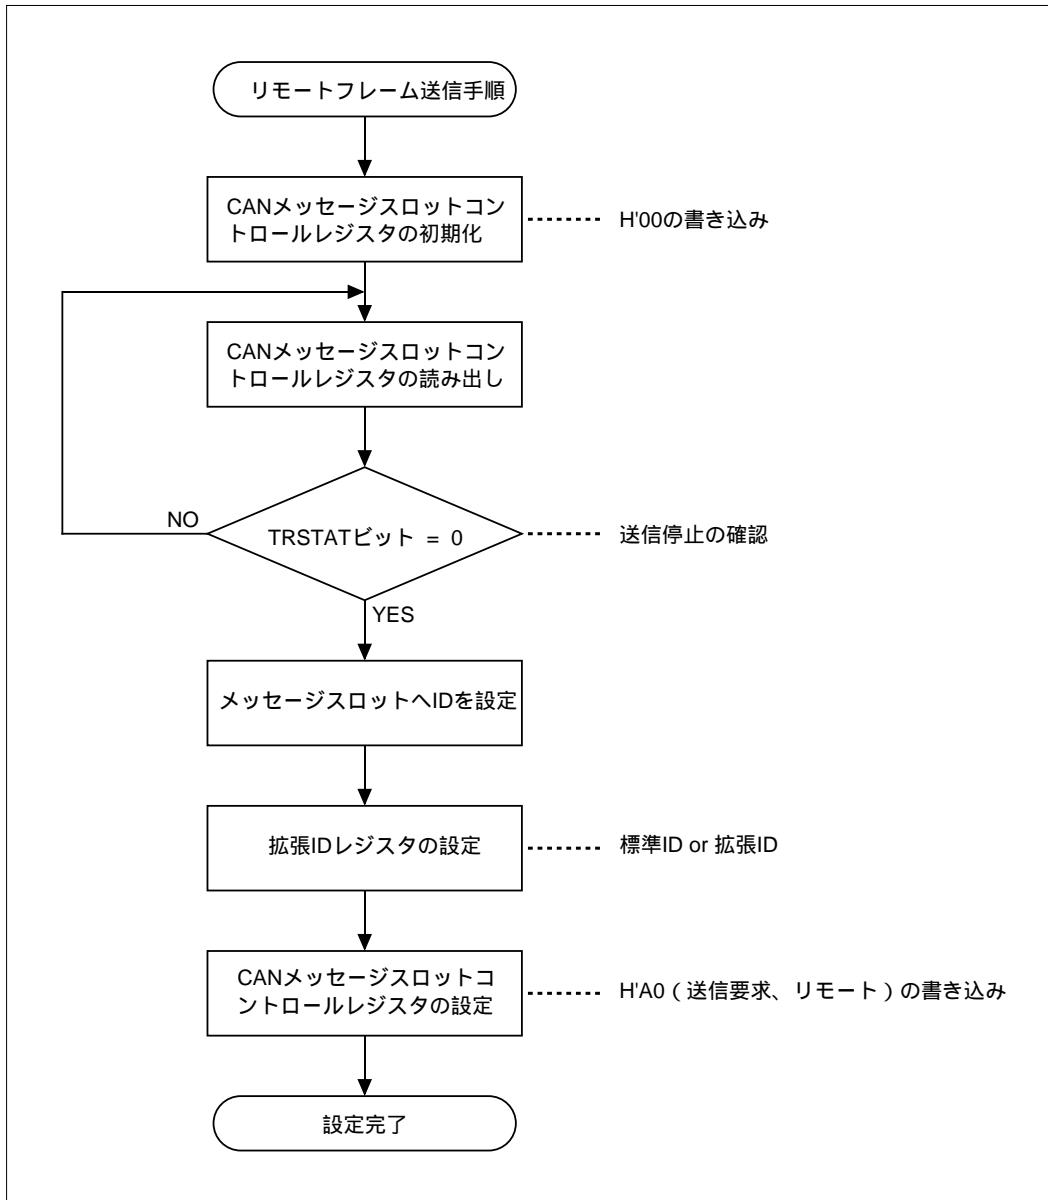 リモートフレーム送信手順
CANメッセージスロットコン
トロールレジスタの初期化
H'00の書き込み
CANメッセージスロットコン
トロールレジスタの読み出し
NO
TRSTATビット = 0
送信停止の確認
YES
メッセージスロットへIDを設定
拡張IDレジスタの設定
標準ID or 拡張ID
CANメッセージスロットコ
ントロールレジスタの設定
H'A0（送信要求、リモート）の書き込み
設定完了